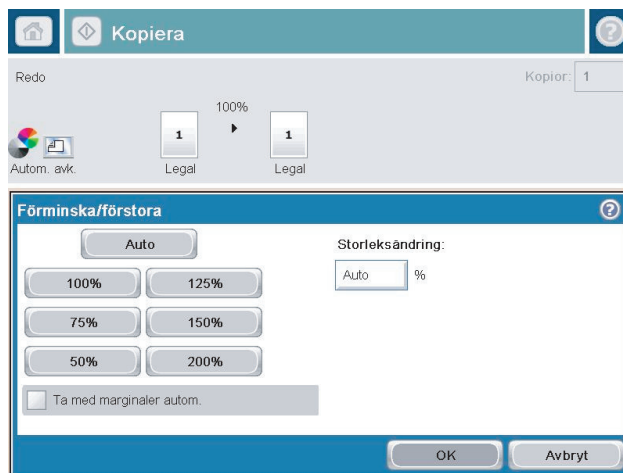 Kopiera
Redo
Kopior: 1
100%
1 1
Autom. avk. Legal Legal
Förminska/förstora
Auto
Storleksändring:
Auto %
100% 125%
75% 150%
50% 200%
Ta med marginaler autom.
OK Avbryt